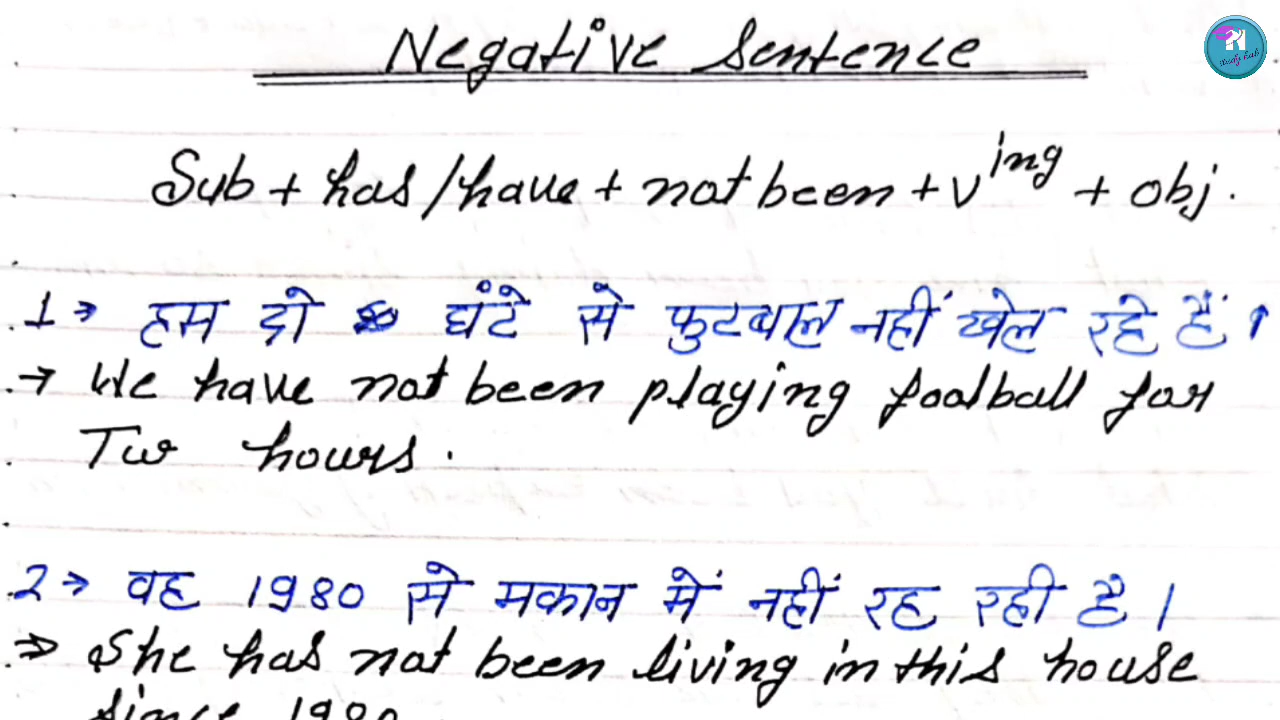 Negative Sentence
Sub + has/have + not been + v ing + obj.
1→ हम दो घंटे से फुटबाल नहीं खेल रहे हैं।
→ We have not been playing football for
Two hours.
2→ वह 1980 से मकान में नहीं रह रही है।
⇒ She has not been living in this house
since 1980